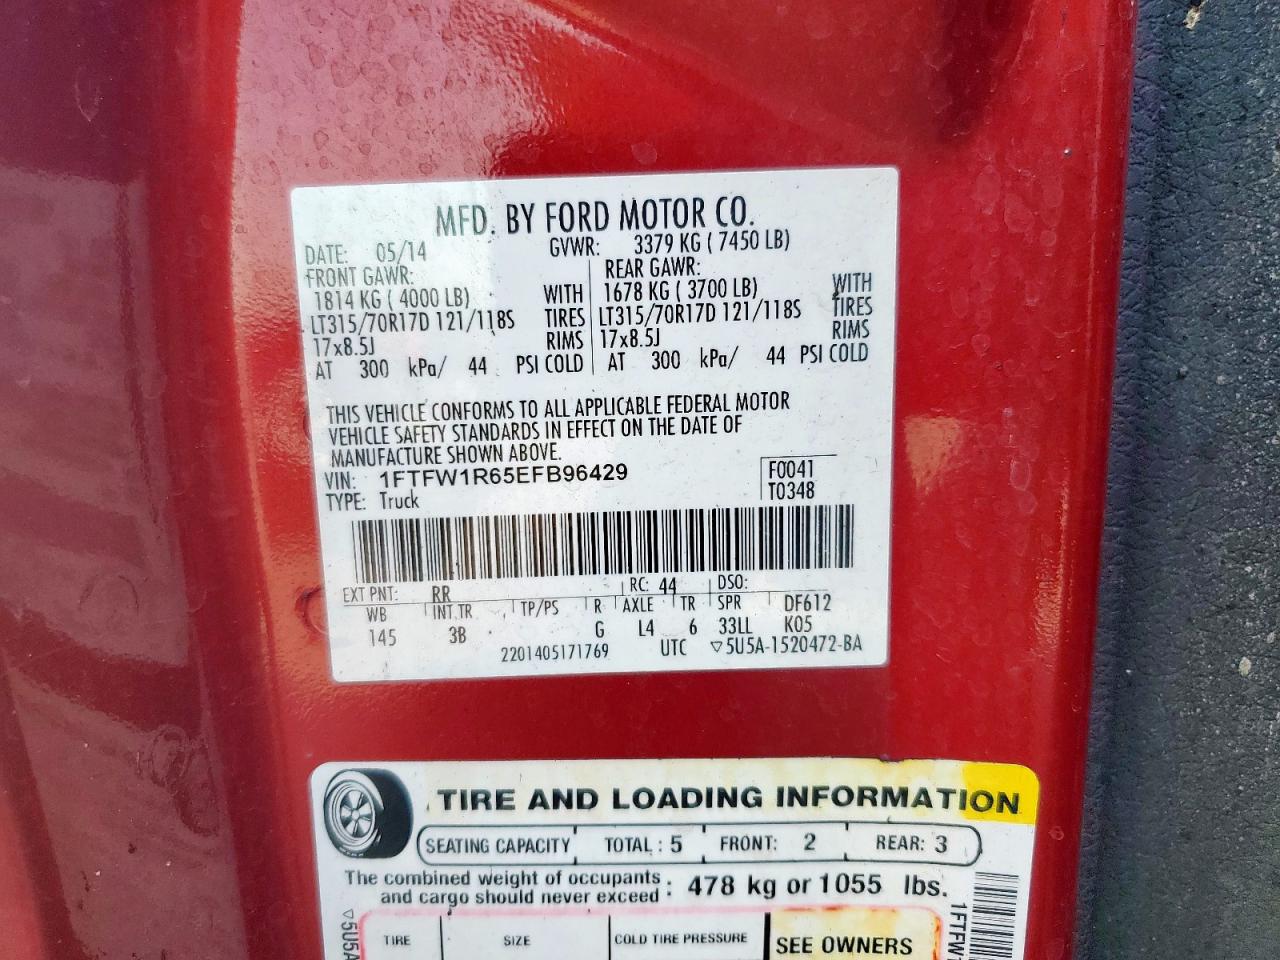 MFD. BY FORD MOTOR CO.
DATE: 05/14 GVWR: 3379 KG ( 7450 LB)
FRONT GAWR: REAR GAWR:
1814 KG ( 4000 LB) WITH 1678 KG ( 3700 LB) WITH
LT315/70R17D 121/118S TIRES LT315/70R17D 121/118S TIRES
17x8.5J RIMS 17x8.5J RIMS
AT 300 kPa/ 44 PSI COLD AT 300 kPa/ 44 PSI COLD
THIS VEHICLE CONFORMS TO ALL APPLICABLE FEDERAL MOTOR
VEHICLE SAFETY STANDARDS IN EFFECT ON THE DATE OF
MANUFACTURE SHOWN ABOVE.
VIN: 1FTFW1R65EFB96429 F0041
TYPE: Truck T0348
EXT PNT: RR RC: 44 DSO:
WB INT TR TP/PS R AXLE TR SPR DF612
145 3B G L4 6 33LL K05
2201405171769 UTC ▽5U5A-1520472-BA
TIRE AND LOADING INFORMATION
SEATING CAPACITY TOTAL : 5 FRONT: 2 REAR: 3
The combined weight of occupants
and cargo should never exceed : 478 kg or 1055 lbs.
TIRE SIZE COLD TIRE PRESSURE SEE OWNERS
▽5U5A
1FTFW1